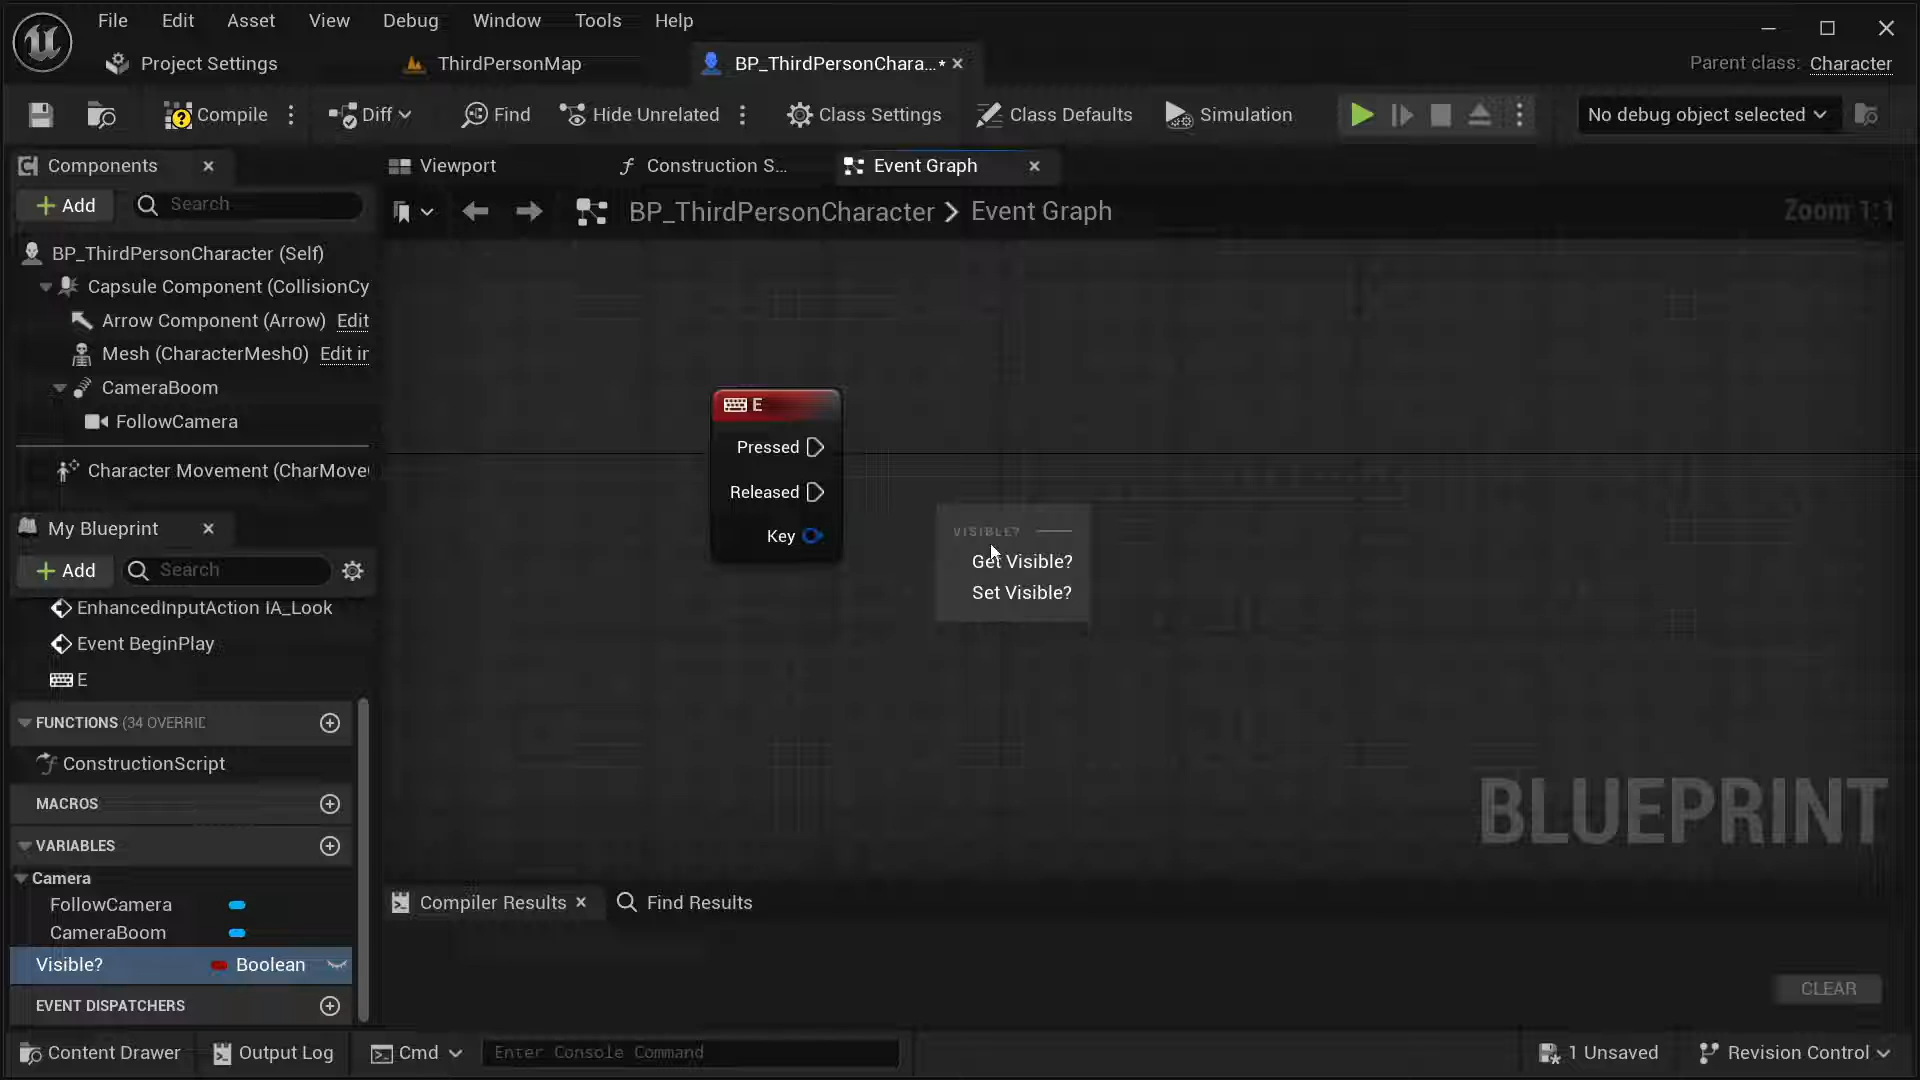 File Edit Asset View Debug Window Tools Help
Project Settings ThirdPersonMap BP_ThirdPersonChara...• Parent class: Character
Compile Diff Find Hide Unrelated Class Settings Class Defaults Simulation No debug object selected
Components Viewport Construction S... Event Graph
Add Search BP_ThirdPersonCharacter > Event Graph Zoom 1:1
BP_ThirdPersonCharacter (Self)
Capsule Component (CollisionCy
Arrow Component (Arrow) Edit
Mesh (CharacterMesh0) Edit in
CameraBoom
FollowCamera
Character Movement (CharMove
E
Pressed
Released
Key
VISIBLE?
Get Visible?
Set Visible?
My Blueprint
Add Search
EnhancedInputAction IA_Look
Event BeginPlay
E
FUNCTIONS (34 OVERRID
ConstructionScript
MACROS
VARIABLES
Camera
FollowCamera
CameraBoom
Visible? Boolean
EVENT DISPATCHERS
BLUEPRINT
Compiler Results Find Results
CLEAR
Content Drawer Output Log Cmd Enter Console Command 1 Unsaved Revision Control